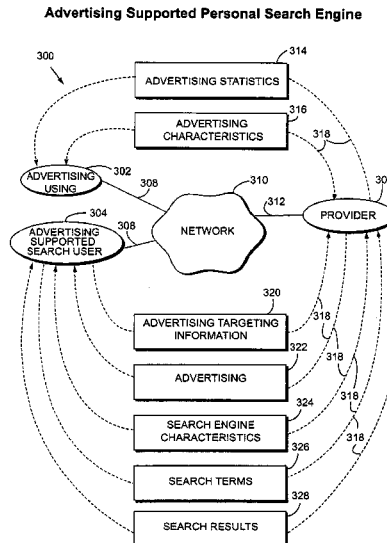 Advertising Supported Personal Search Engine
300
314
ADVERTISING STATISTICS
316
ADVERTISING
CHARACTERISTICS
318
302
ADVERTISING
USING
308
310
NETWORK
312
PROVIDER
304
ADVERTISING
SUPPORTED
SEARCH USER
308
320
ADVERTISING TARGETING
INFORMATION
318
322
ADVERTISING
318
324
SEARCH ENGINE
CHARACTERISTICS
318
326
SEARCH TERMS
318
328
SEARCH RESULTS